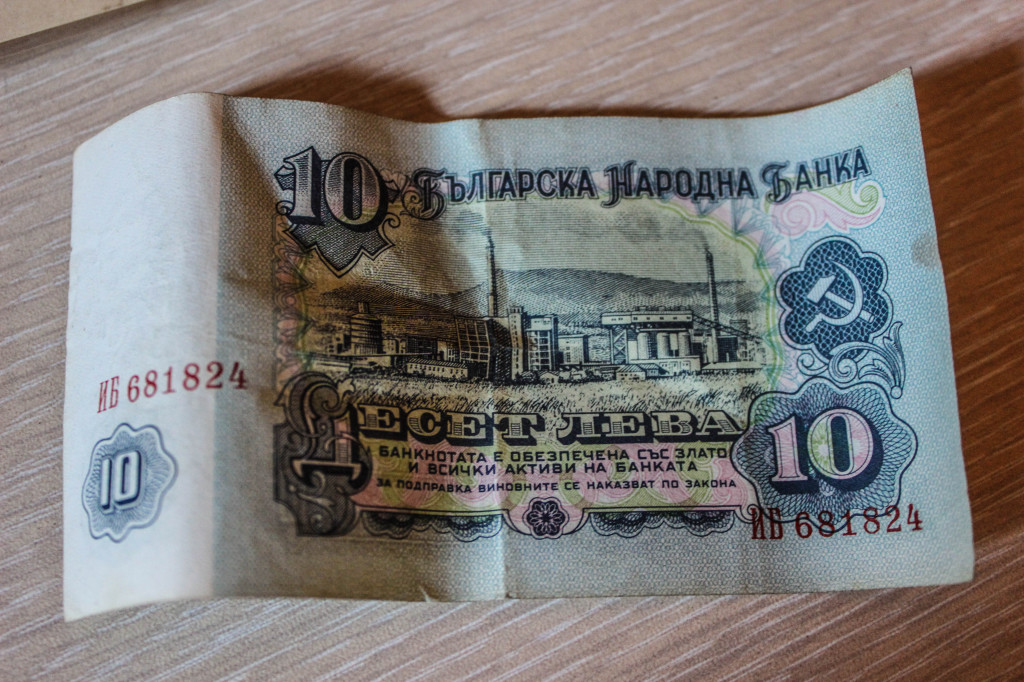 10 БЪЛГАРСКА НАРОДНА БАНКА
ИБ 681824
10
ДЕСЕТ ЛЕВА
БАНКНОТАТА Е ОБЕЗПЕЧЕНА СЪС ЗЛАТО
И ВСИЧКИ АКТИВИ НА БАНКАТА
ЗА ПОДПРАВКА ВИНОВНИТЕ СЕ НАКАЗВАТ ПО ЗАКОНА
10
ИБ 681824